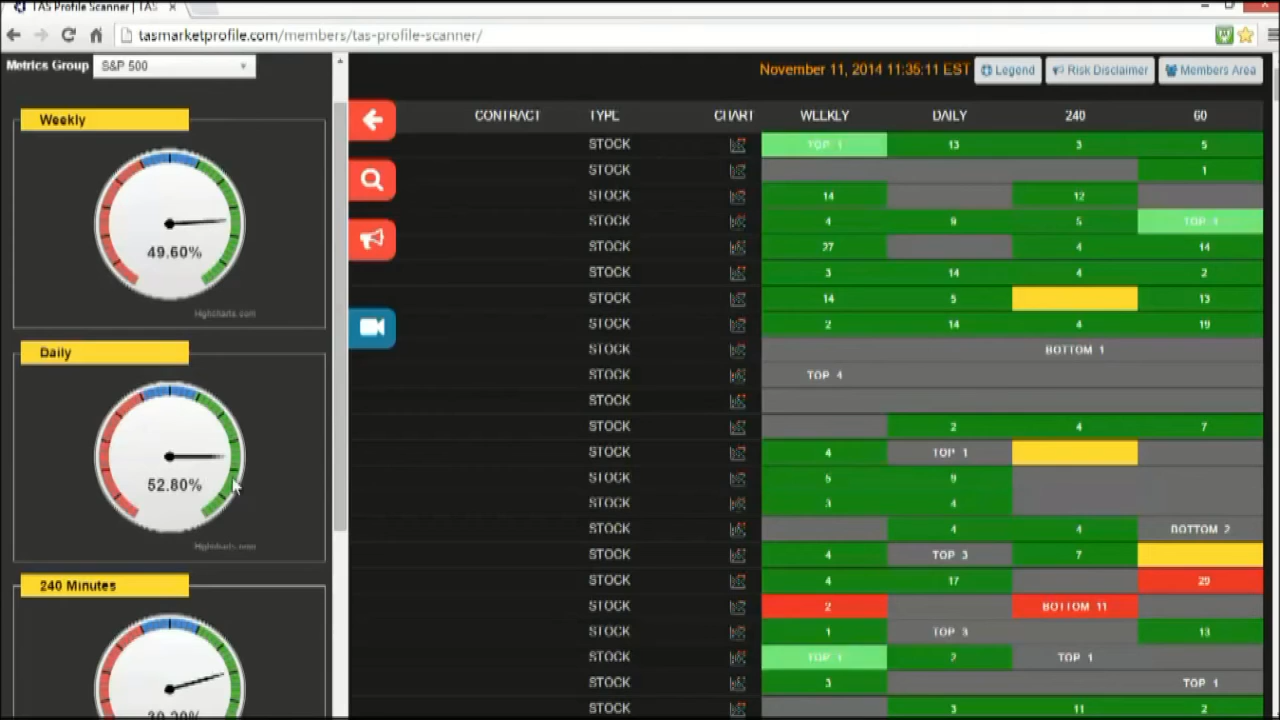 TAS Profile Scanner | TAS
tasmarketprofile.com/members/tas-profile-scanner/
Metrics Group S&P 500
November 11, 2014 11:35:11 EST Legend Risk Disclaimer Members Area
Weekly
49.60%
Highcharts.com
Daily
52.80%
Highcharts.com
240 Minutes
CONTRACT TYPE CHART WEEKLY DAILY 240 60
STOCK TOP 1 13 3 5
STOCK 1
STOCK 14 12
STOCK 4 9 5 TOP
STOCK 27 4 14
STOCK 3 14 4 2
STOCK 14 5 13
STOCK 2 14 4 19
STOCK BOTTOM 1
STOCK TOP 4
STOCK
STOCK 2 4 7
STOCK 4 TOP 1
STOCK 5
STOCK 3 4
STOCK 4 4 BOTTOM 2
STOCK 4 TOP 3 7
STOCK 4 17 29
STOCK 2 BOTTOM 11
STOCK 1 TOP 3 13
STOCK TOP 1 2 TOP 1
STOCK 3 TOP 1
STOCK 3 11 2